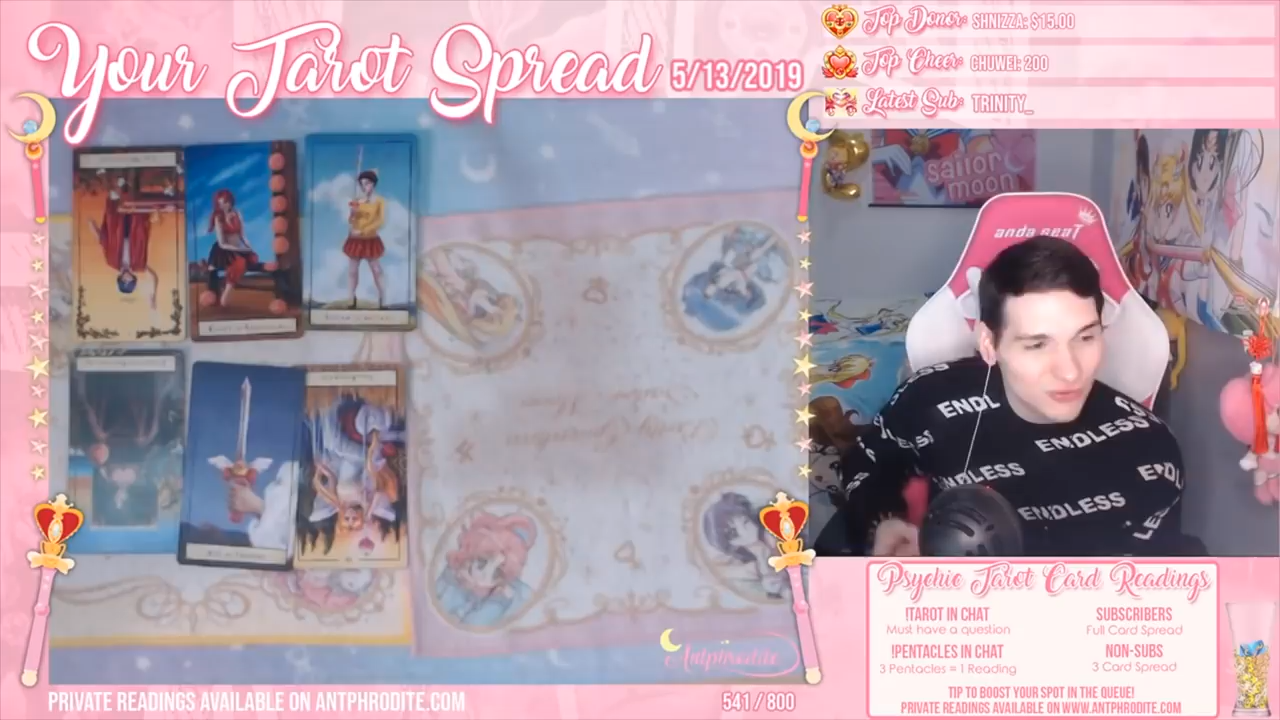 Your Tarot Spread 5/13/2019
Top Donor: SHNIZZA: $15.00
Top Cheer: CHUWEI: 200
Latest Sub: TRINITY_
sailor
moon
anda seaT
ENDLESS
ENDLESS
ENDLESS
ENDLESS
Antphrodite
PRIVATE READINGS AVAILABLE ON ANTPHRODITE.COM
541 / 800
Psychic Tarot Card Readings
!TAROT IN CHAT
Must have a question
SUBSCRIBERS
Full Card Spread
!PENTACLES IN CHAT
3 Pentacles = 1 Reading
NON-SUBS
3 Card Spread
TIP TO BOOST YOUR SPOT IN THE QUEUE!
PRIVATE READINGS AVAILABLE ON WWW.ANTPHRODITE.COM